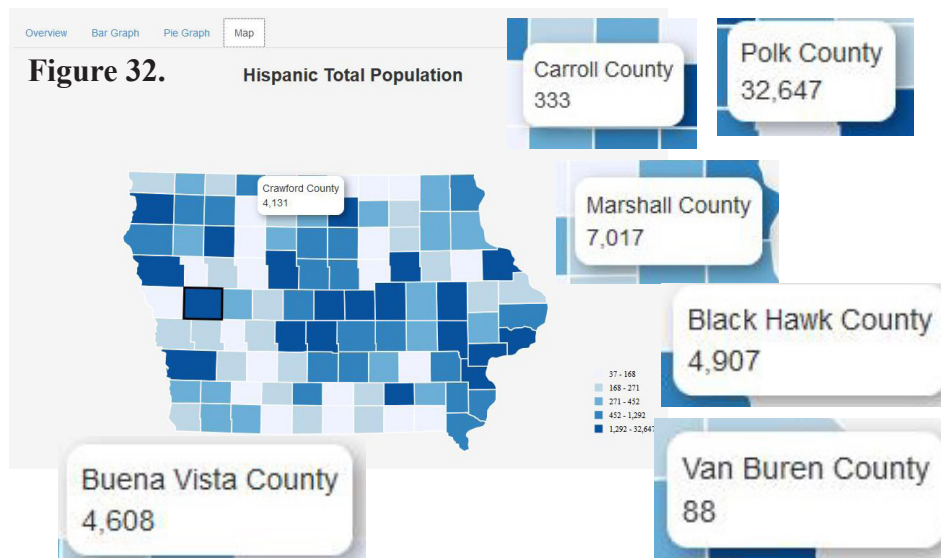 Overview Bar Graph Pie Graph Map
Figure 32. Hispanic Total Population
Carroll County
333
Polk County
32,647
Crawford County
4,131
Marshall County
7,017
Black Hawk County
4,907
37 - 168
168 - 271
271 - 452
452 - 1,292
1,292 - 32,647
Buena Vista County
4,608
Van Buren County
88